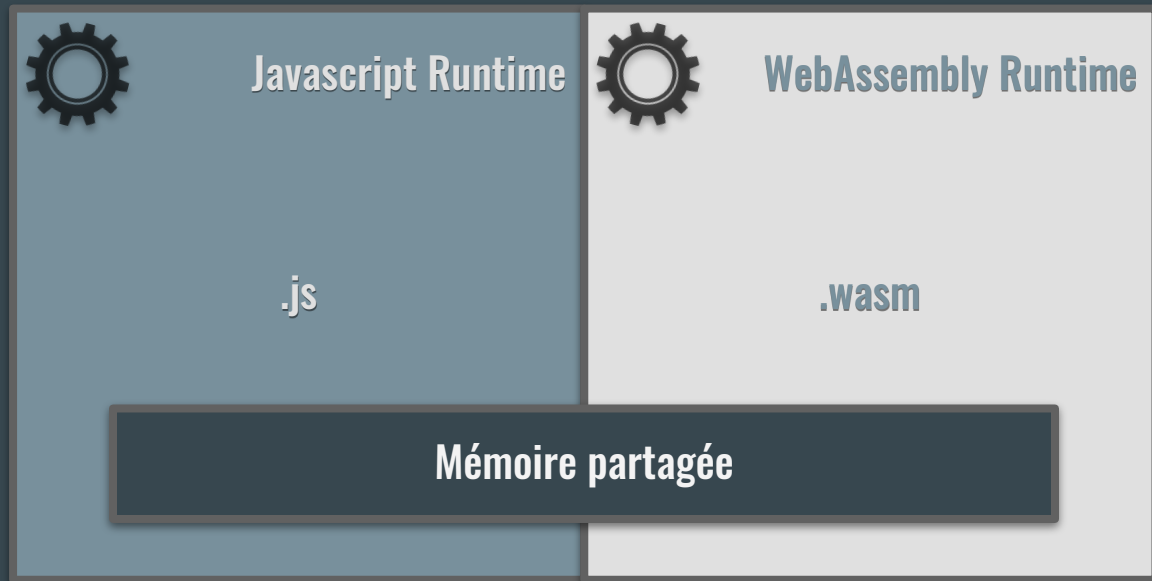 Javascript Runtime
WebAssembly Runtime
.js
.wasm
Mémoire partagée